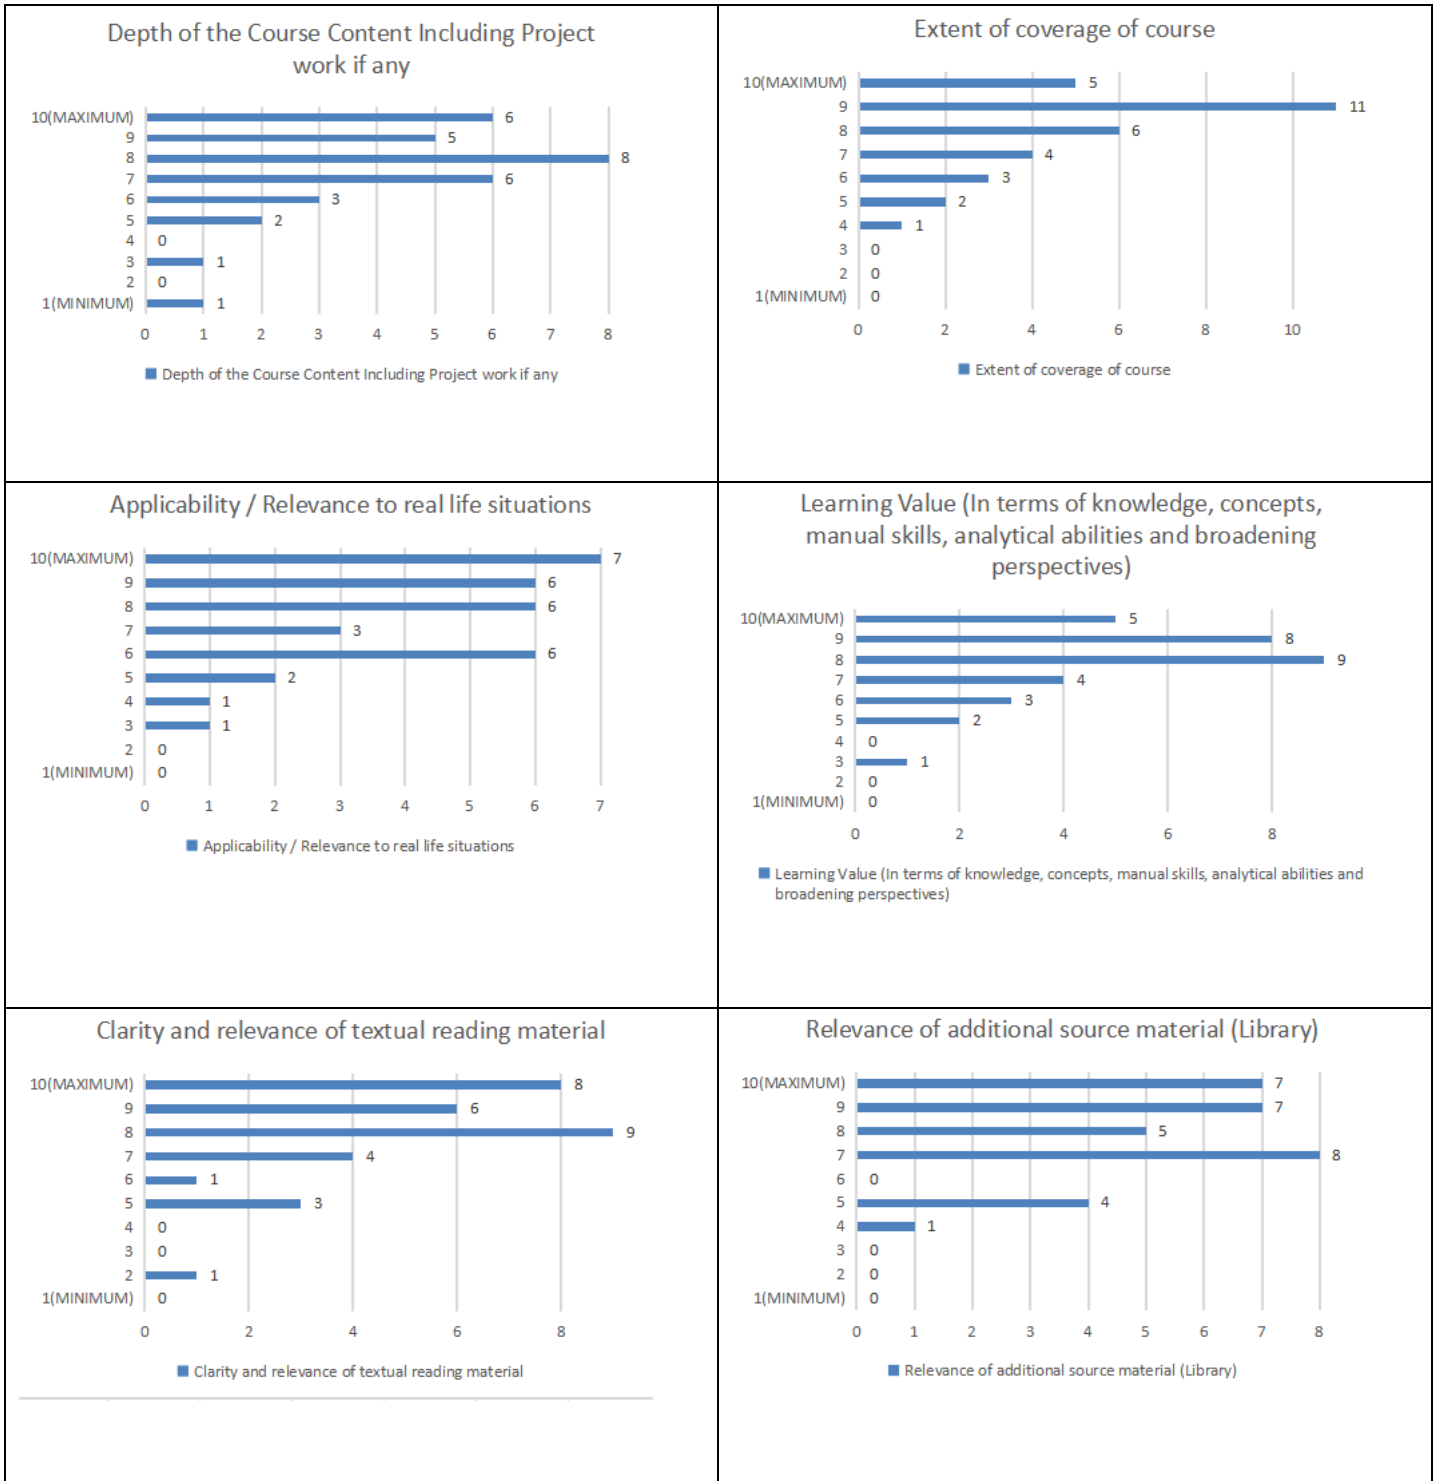 Depth of the Course Content Including Project
work if any
10(MAXIMUM) 6
9 5
8 8
7 6
6 3
5 2
4 0
3 1
2 0
1(MINIMUM) 1
0 1 2 3 4 5 6 7 8
Depth of the Course Content Including Project work if any
Extent of coverage of course
10(MAXIMUM) 5
9 11
8 6
7 4
6 3
5 2
4 1
3 0
2 0
1(MINIMUM) 0
0 2 4 6 8 10
Extent of coverage of course
Applicability / Relevance to real life situations
10(MAXIMUM) 7
9 6
8 6
7 3
6 6
5 2
4 1
3 1
2 0
1(MINIMUM) 0
0 1 2 3 4 5 6 7
Applicability / Relevance to real life situations
Learning Value (In terms of knowledge, concepts,
manual skills, analytical abilities and broadening
perspectives)
10(MAXIMUM) 5
9 8
8 9
7 4
6 3
5 2
4 0
3 1
2 0
1(MINIMUM) 0
0 2 4 6 8
Learning Value (In terms of knowledge, concepts, manual skills, analytical abilities and
broadening perspectives)
Clarity and relevance of textual reading material
10(MAXIMUM) 8
9 6
8 9
7 4
6 1
5 3
4 0
3 0
2 1
1(MINIMUM) 0
0 2 4 6 8
Clarity and relevance of textual reading material
Relevance of additional source material (Library)
10(MAXIMUM) 7
9 7
8 5
7 8
6 0
5 4
4 1
3 0
2 0
1(MINIMUM) 0
0 1 2 3 4 5 6 7 8
Relevance of additional source material (Library)